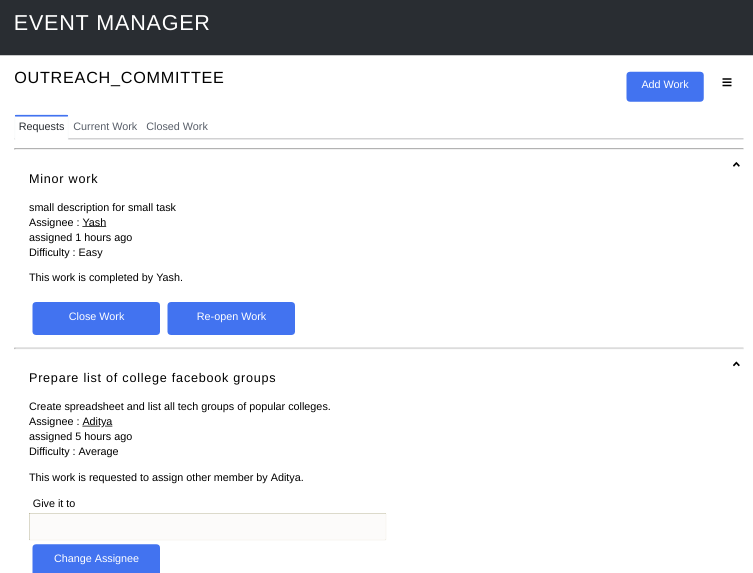 EVENT MANAGER
OUTREACH_COMMITTEE
Add Work
Requests Current Work Closed Work
Minor work
small description for small task
Assignee : Yash
assigned 1 hours ago
Difficulty : Easy
This work is completed by Yash.
Close Work Re-open Work
Prepare list of college facebook groups
Create spreadsheet and list all tech groups of popular colleges.
Assignee : Aditya
assigned 5 hours ago
Difficulty : Average
This work is requested to assign other member by Aditya.
Give it to
Change Assignee